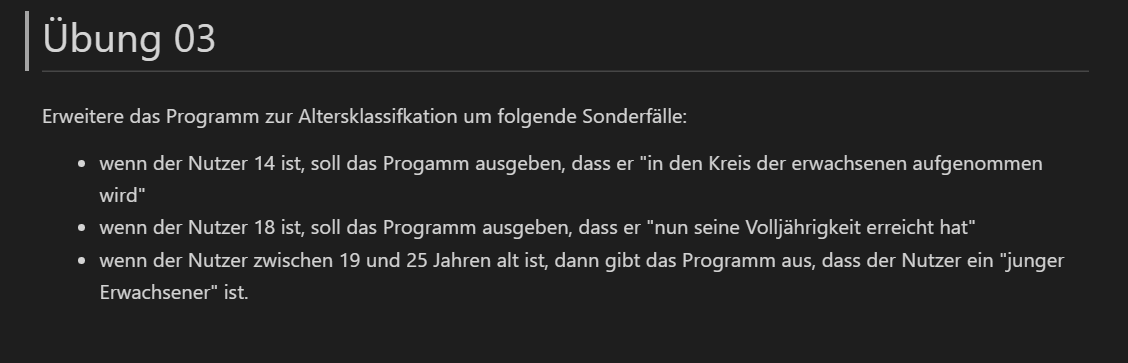 Übung 03
Erweitere das Programm zur Altersklassifkation um folgende Sonderfälle:
• wenn der Nutzer 14 ist, soll das Progamm ausgeben, dass er "in den Kreis der erwachsenen aufgenommen
wird"
• wenn der Nutzer 18 ist, soll das Programm ausgeben, dass er "nun seine Volljährigkeit erreicht hat"
• wenn der Nutzer zwischen 19 und 25 Jahren alt ist, dann gibt das Programm aus, dass der Nutzer ein "junger
Erwachsener" ist.